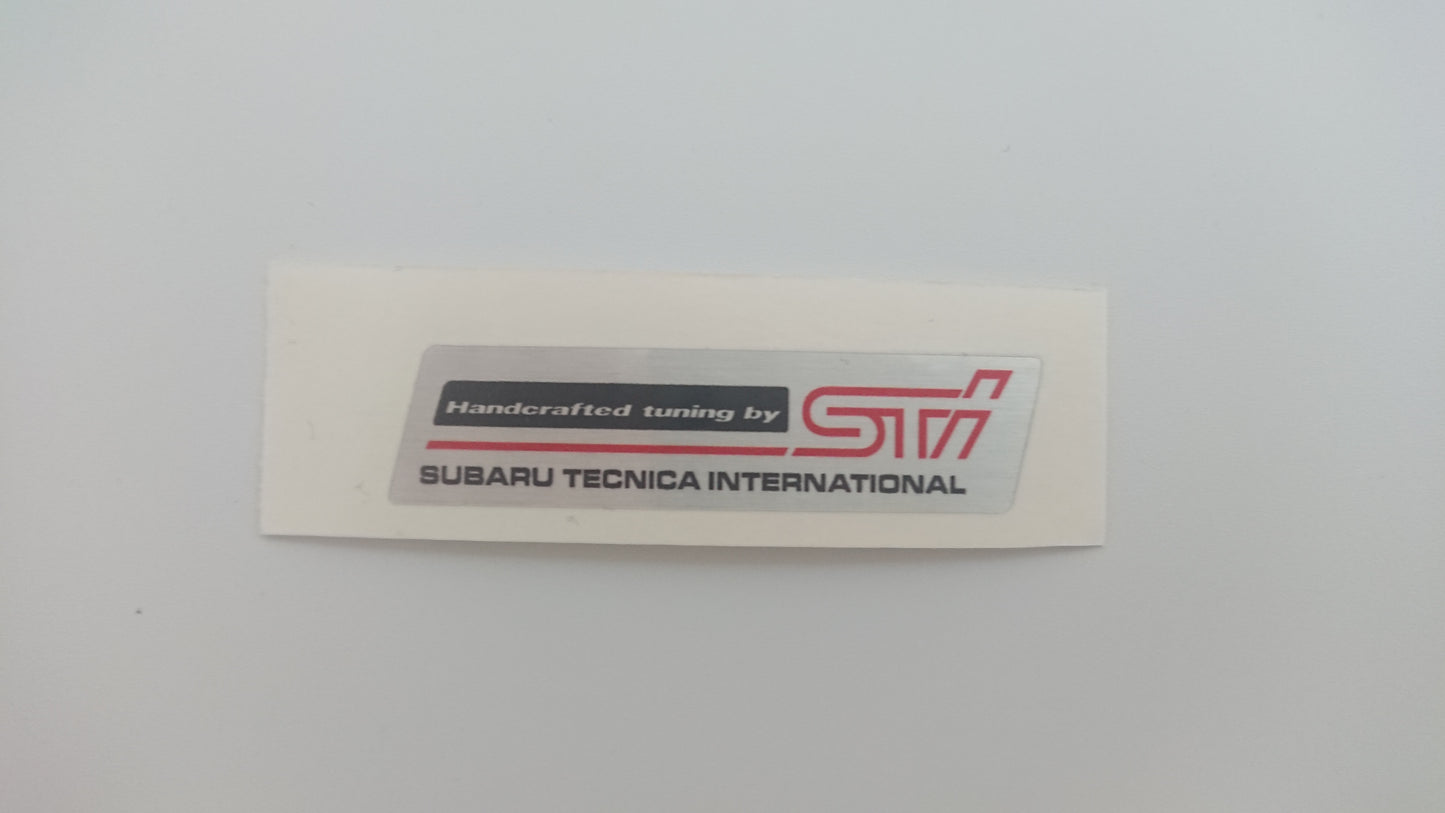 Handcrafted tuning by STi
SUBARU TECNICA INTERNATIONAL